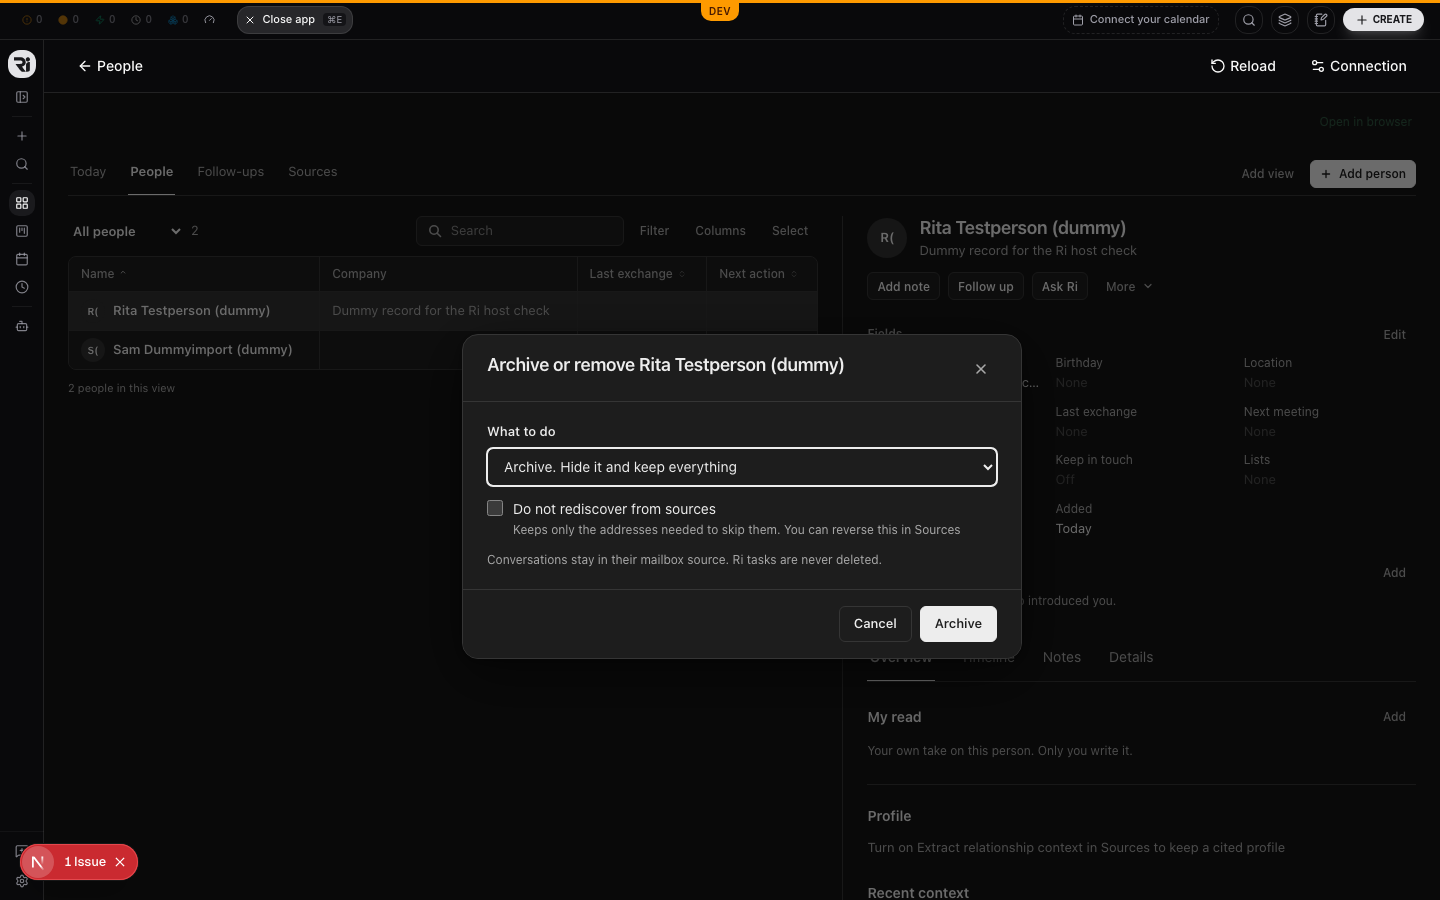 0 0 0 0 0
Close app ⌘E
DEV
Connect your calendar
CREATE
Ri
People
Reload
Connection
Open in browser
Today People Follow-ups Sources
Add view
Add person
All people 2
Search
Filter Columns Select
Name Company Last exchange Next action
R( Rita Testperson (dummy) Dummy record for the Ri host check
S( Sam Dummyimport (dummy)
2 people in this view
R(
Rita Testperson (dummy)
Dummy record for the Ri host check
Add note Follow up Ask Ri More
Fields Edit
Birthday Location
c... None None
Last exchange Next meeting
None None
Keep in touch Lists
Off None
Added
Today
Add
introduced you.
Overview Timeline Notes Details
My read Add
Your own take on this person. Only you write it.
Profile
Turn on Extract relationship context in Sources to keep a cited profile
Recent context
Archive or remove Rita Testperson (dummy)
What to do
Archive. Hide it and keep everything
Do not rediscover from sources
Keeps only the addresses needed to skip them. You can reverse this in Sources
Conversations stay in their mailbox source. Ri tasks are never deleted.
Cancel Archive
N 1 Issue